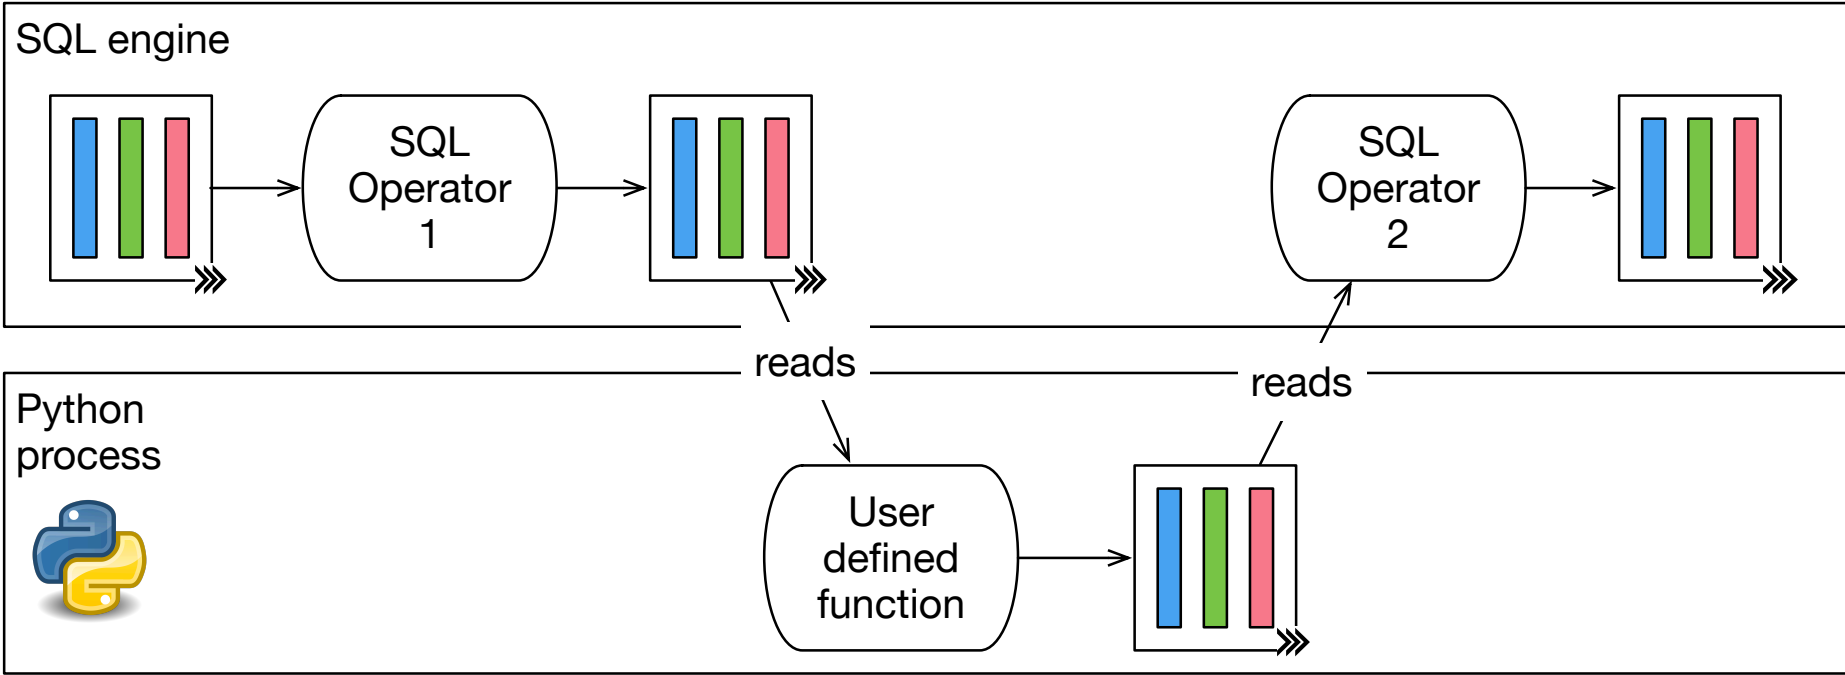 SQL engine
SQL
Operator
1
SQL
Operator
2
reads
reads
Python
process
User
defined
function